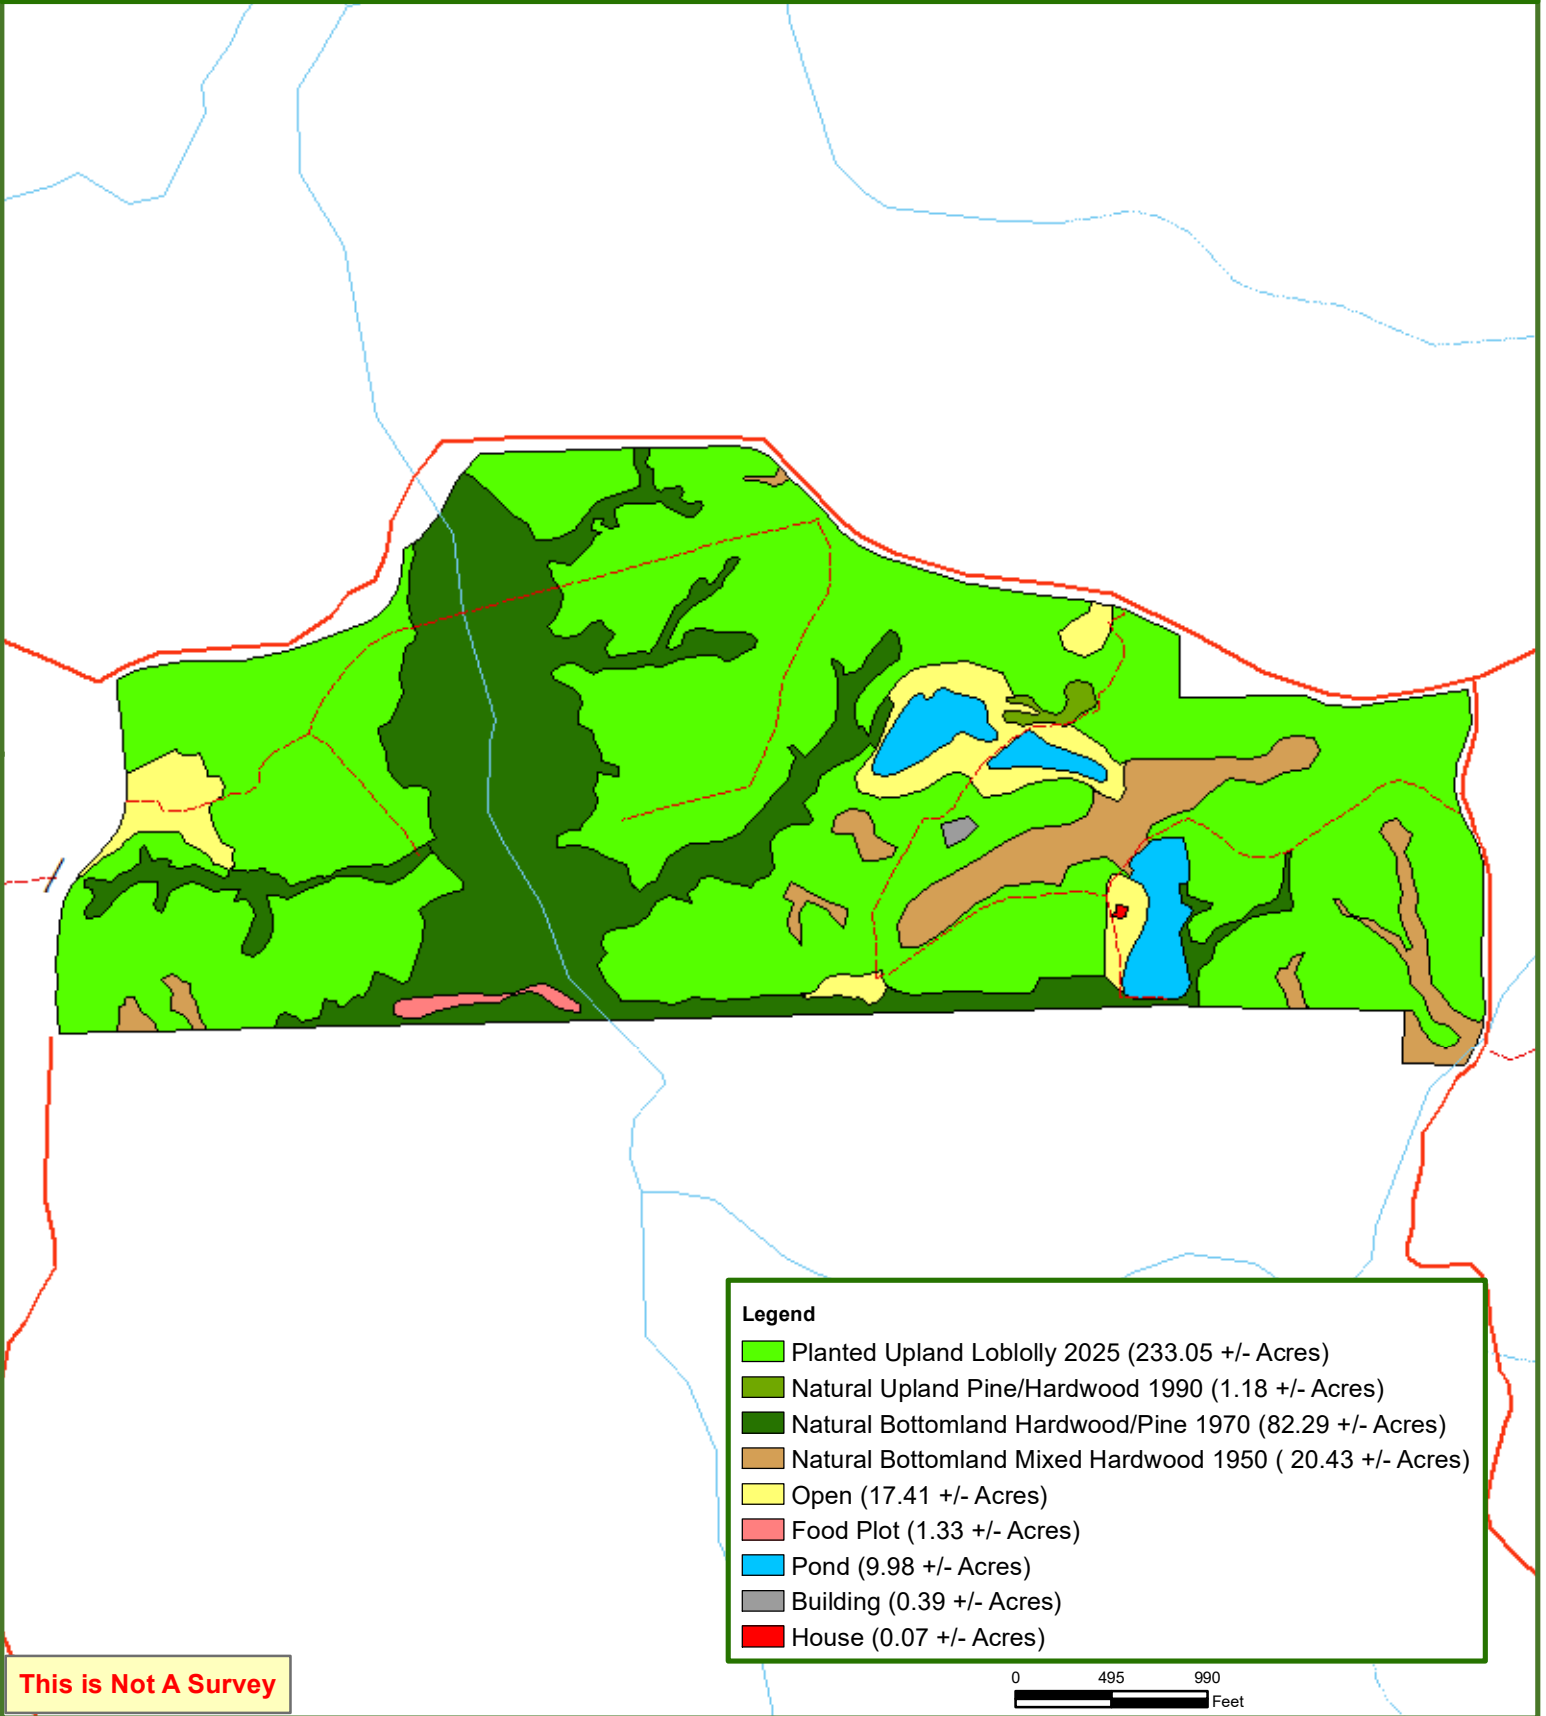 Legend
Planted Upland Loblolly 2025 (233.05 +/- Acres)
Natural Upland Pine/Hardwood 1990 (1.18 +/- Acres)
Natural Bottomland Hardwood/Pine 1970 (82.29 +/- Acres)
Natural Bottomland Mixed Hardwood 1950 ( 20.43 +/- Acres)
Open (17.41 +/- Acres)
Food Plot (1.33 +/- Acres)
Pond (9.98 +/- Acres)
Building (0.39 +/- Acres)
House (0.07 +/- Acres)
This is Not A Survey
0 495 990
Feet